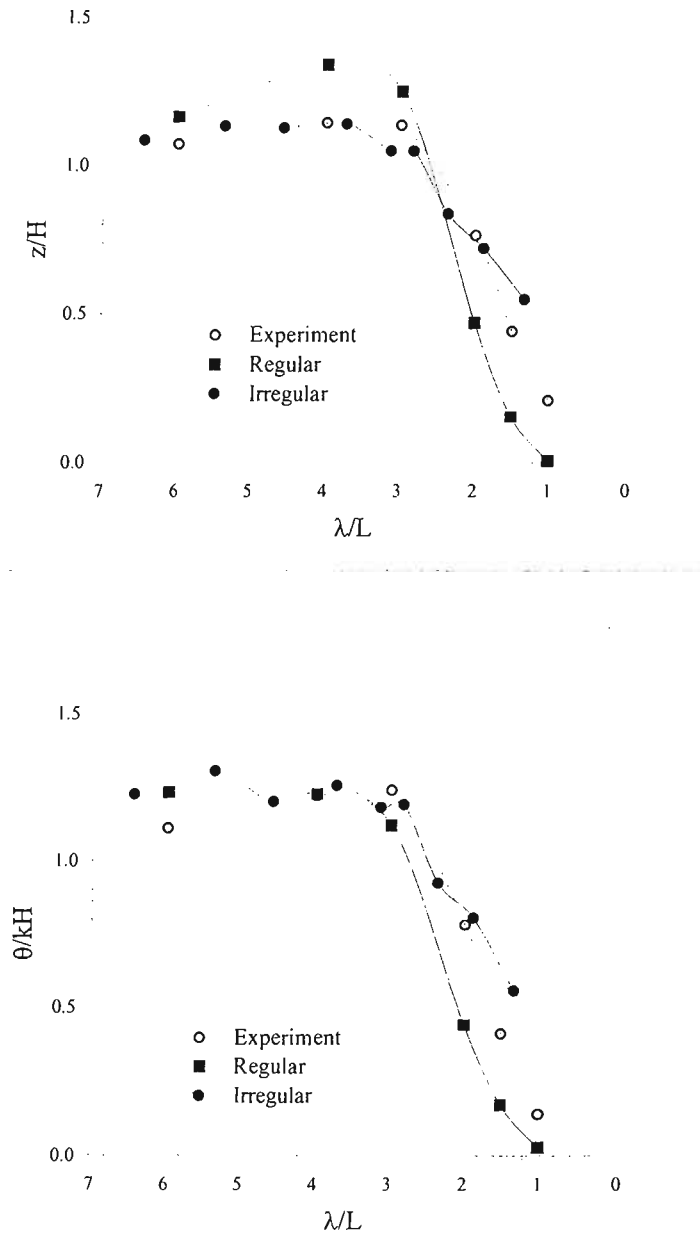 1.5
1.0
z/H
0.5
Experiment
Regular
Irregular
0.0
7 6 5 4 3 2 1 0
λ/L
1.5
1.0
θ/kH
0.5
Experiment
Regular
Irregular
0.0
7 6 5 4 3 2 1 0
λ/L